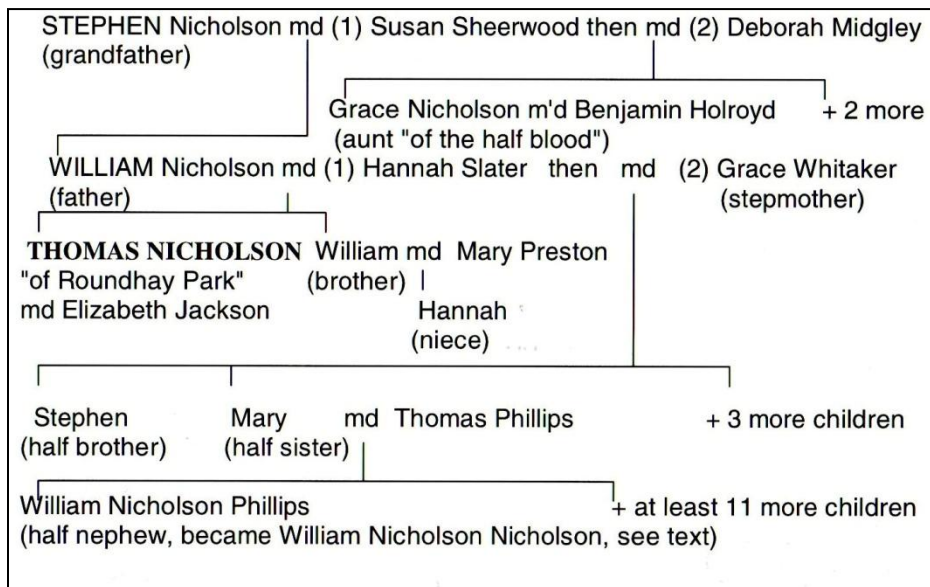 STEPHEN Nicholson md (1) Susan Sheerwood then md (2) Deborah Midgley
(grandfather)
Grace Nicholson m'd Benjamin Holroyd + 2 more
(aunt "of the half blood")
WILLIAM Nicholson md (1) Hannah Slater then md (2) Grace Whitaker
(father) (stepmother)
THOMAS NICHOLSON William md Mary Preston
"of Roundhay Park" (brother)
md Elizabeth Jackson Hannah
(niece)
Stephen Mary md Thomas Phillips + 3 more children
(half brother) (half sister)
William Nicholson Phillips + at least 11 more children
(half nephew, became William Nicholson Nicholson, see text)